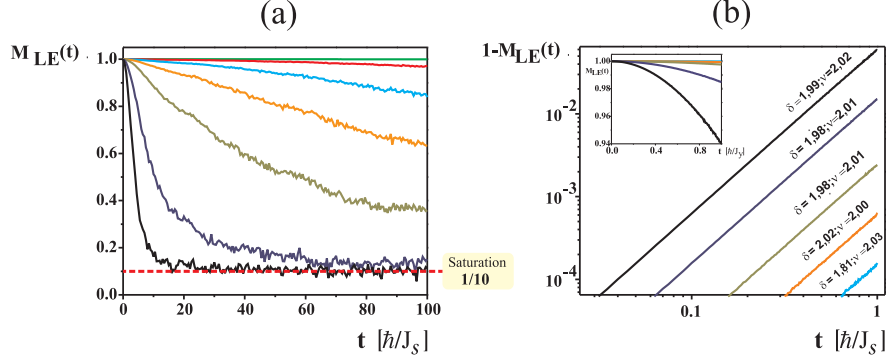 (a)
(b)
M LE(t)
1.0
0.8
0.6
0.4
0.2
0.0
0 20 40 60 80 100
t [ħ/J_S]
Saturation
1/10
1-M_LE(t)
10^-2
10^-3
10^-4
0.1 1
t [ħ/J_S]
M_LE(t)
1.00
0.98
0.96
0.94
0.0 0.4 0.8 t [ħ/J_y]
δ = 1,99;ν=2,02
δ = 1,98;ν=2,01
δ = 1,98;ν=2,01
δ = 2,02;ν=2,00
δ = 1,81;ν=2,03